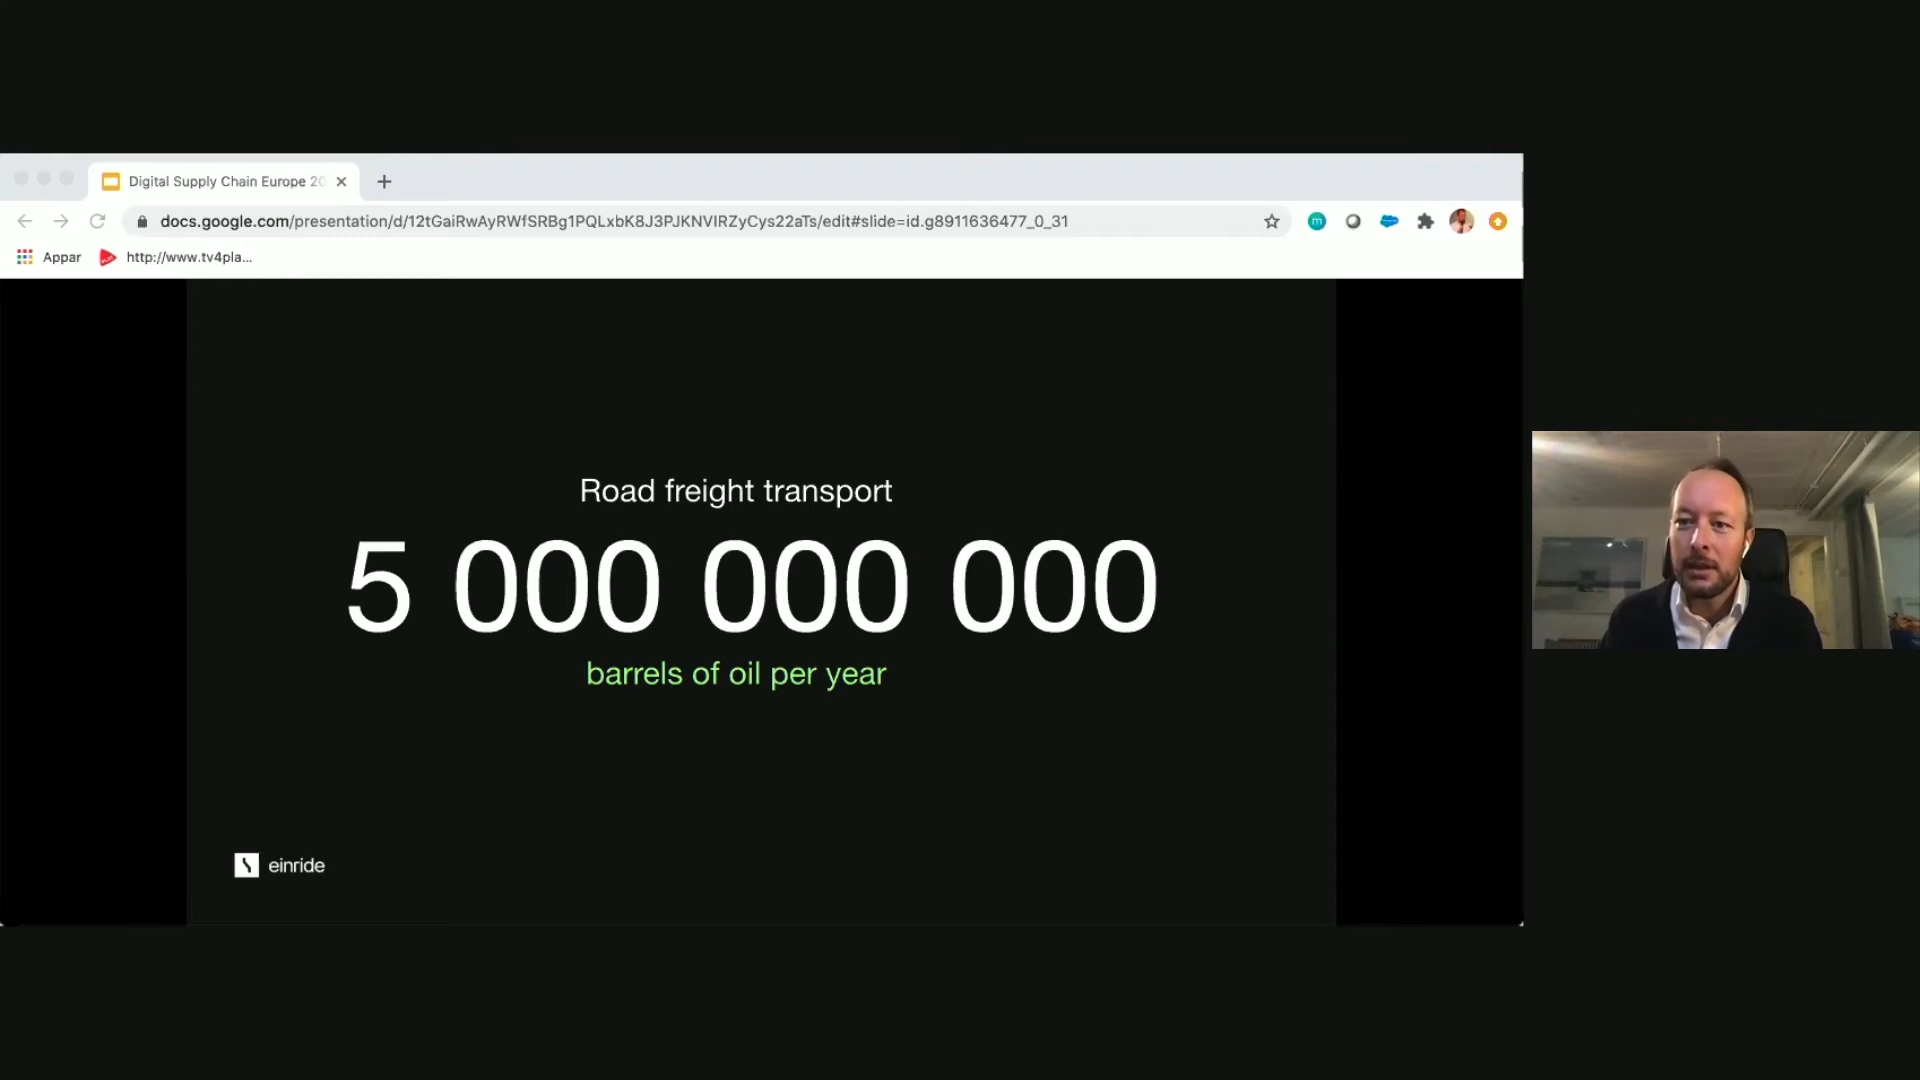 Digital Supply Chain Europe 20
docs.google.com/presentation/d/12tGaiRwAyRWfSRBg1PQLxbK8J3PJKNVIRZyCys22aTs/edit#slide=id.g8911636477_0_31
m
Appar
http://www.tv4pla...
Road freight transport
5 000 000 000
barrels of oil per year
einride